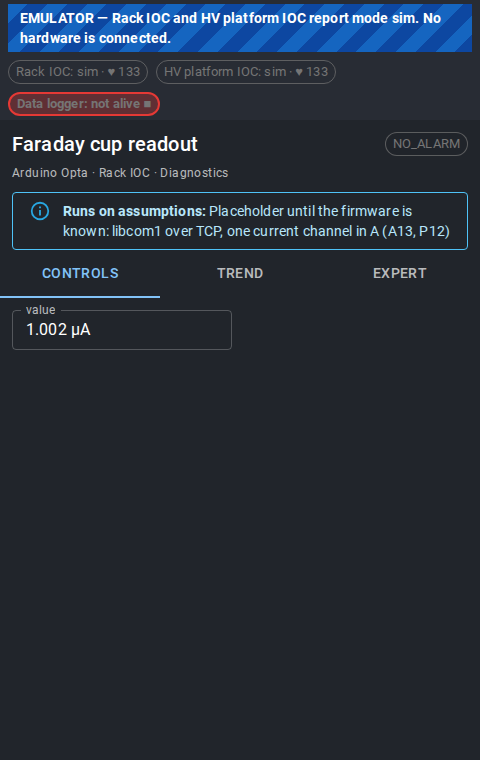 EMULATOR — Rack IOC and HV platform IOC report mode sim. No
hardware is connected.
Rack IOC: sim · ♥ 133 HV platform IOC: sim · ♥ 133
Data logger: not alive ■
Faraday cup readout NO_ALARM
Arduino Opta · Rack IOC · Diagnostics
Runs on assumptions: Placeholder until the firmware is
known: libcom1 over TCP, one current channel in A (A13, P12)
CONTROLS TREND EXPERT
value
1.002 µA